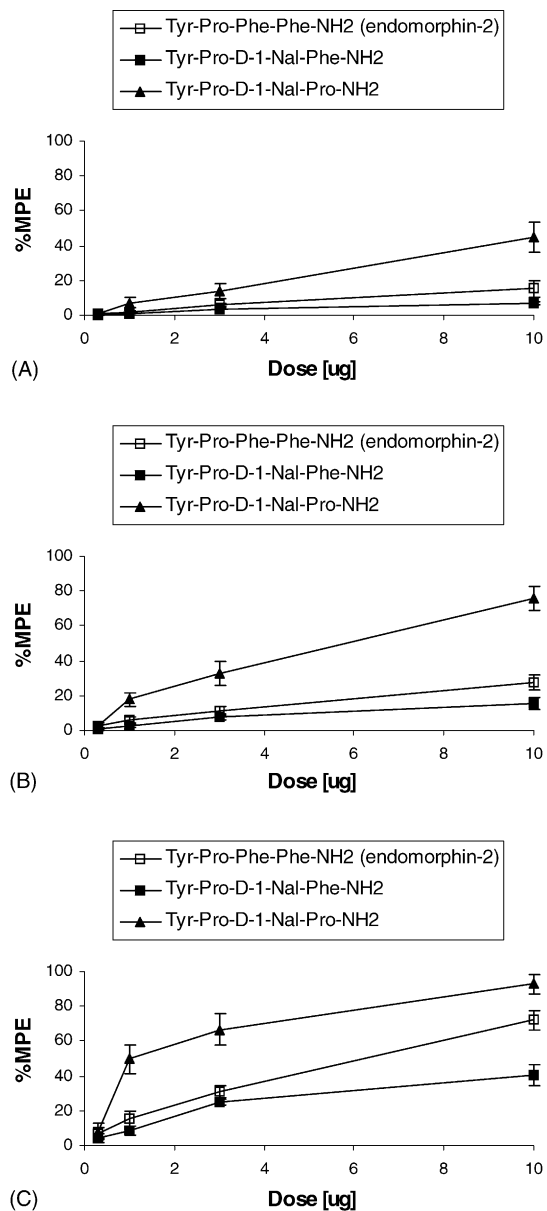 Tyr-Pro-Phe-Phe-NH2 (endomorphin-2)
Tyr-Pro-D-1-Nal-Phe-NH2
Tyr-Pro-D-1-Nal-Pro-NH2
100
80
60
40
20
0
%MPE
0 2 4 6 8 10
Dose [ug]
(A)
Tyr-Pro-Phe-Phe-NH2 (endomorphin-2)
Tyr-Pro-D-1-Nal-Phe-NH2
Tyr-Pro-D-1-Nal-Pro-NH2
100
80
60
40
20
0
%MPE
0 2 4 6 8 10
Dose [ug]
(B)
Tyr-Pro-Phe-Phe-NH2 (endomorphin-2)
Tyr-Pro-D-1-Nal-Phe-NH2
Tyr-Pro-D-1-Nal-Pro-NH2
100
80
60
40
20
0
%MPE
0 2 4 6 8 10
Dose [ug]
(C)